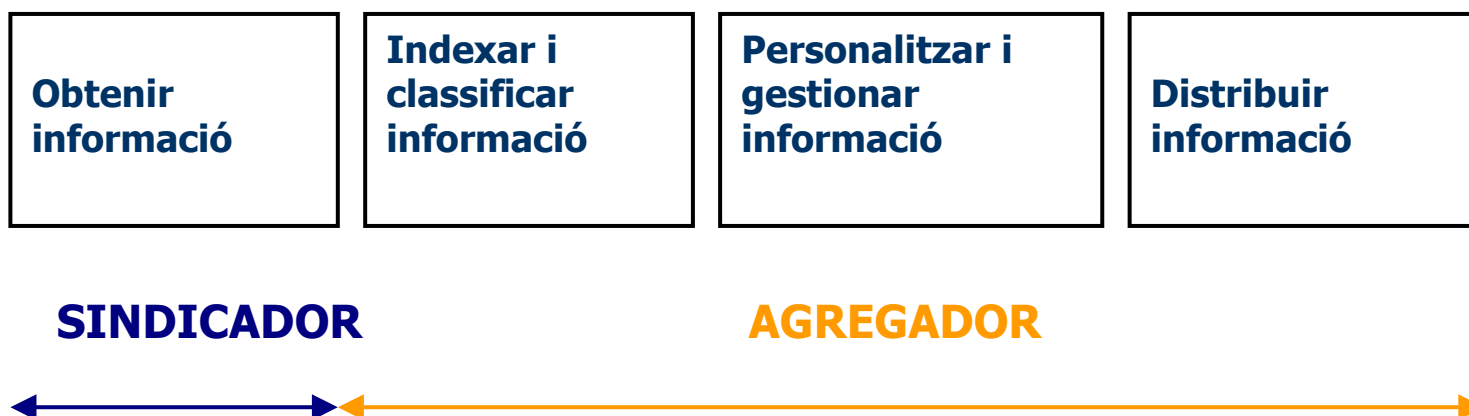 Obtenir
informació
Indexar i
classificar
informació
Personalitzar i
gestionar
informació
Distribuir
informació
SINDICADOR
AGREGADOR